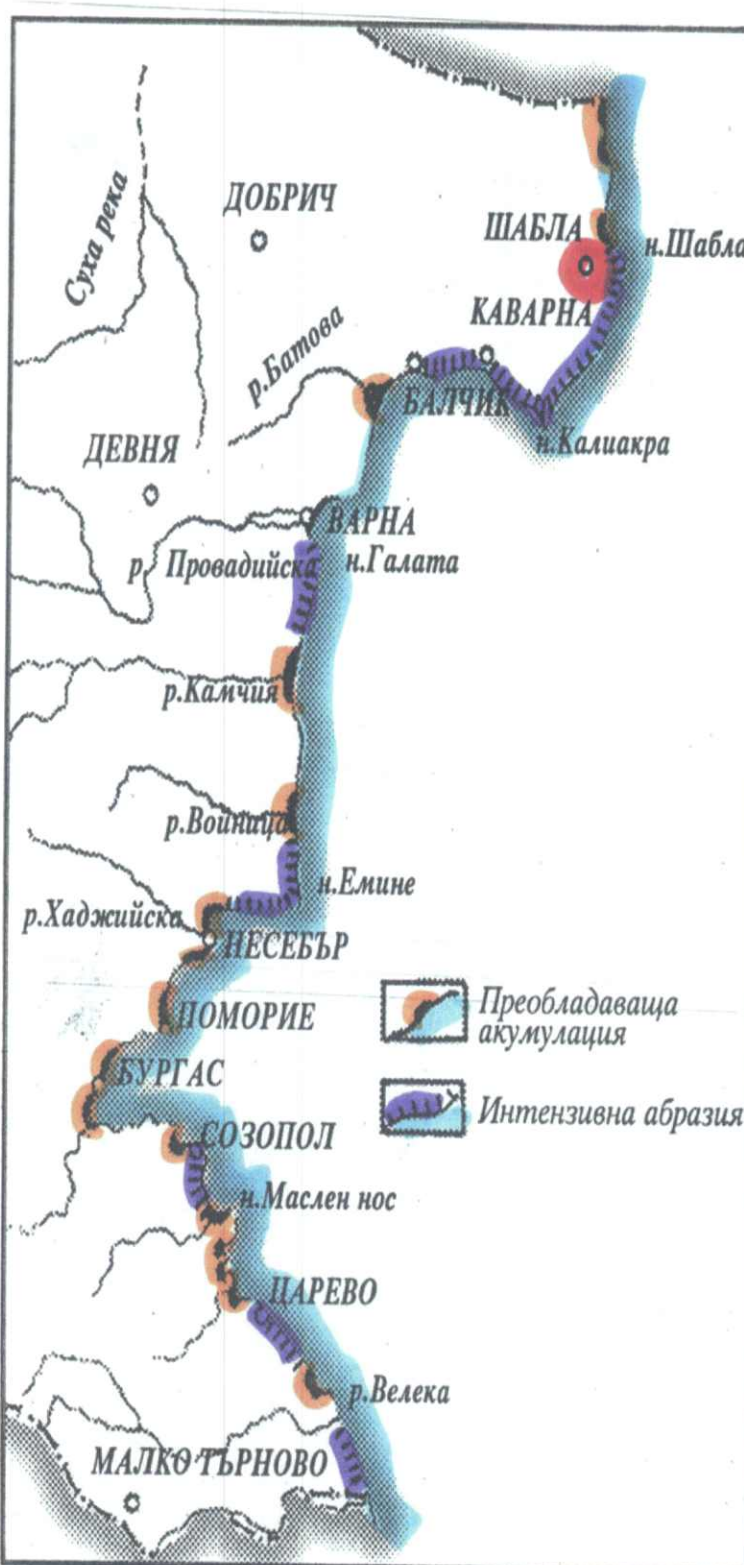 Суха река
ДОБРИЧ
ШАБЛА
н.Шабла
КАВАРНА
р.Батова
БАЛЧИК
н.Калиакра
ДЕВНЯ
ВАРНА
р. Провадийска
н.Галата
р.Камчия
р.Войница
н.Емине
р.Хаджийска
НЕСЕБЪР
ПОМОРИЕ
Преобладаваща
акумулация
БУРГАС
Интензивна абразия
СОЗОПОЛ
н.Маслен нос
ЦАРЕВО
р.Велека
МАЛКО ТЪРНОВО